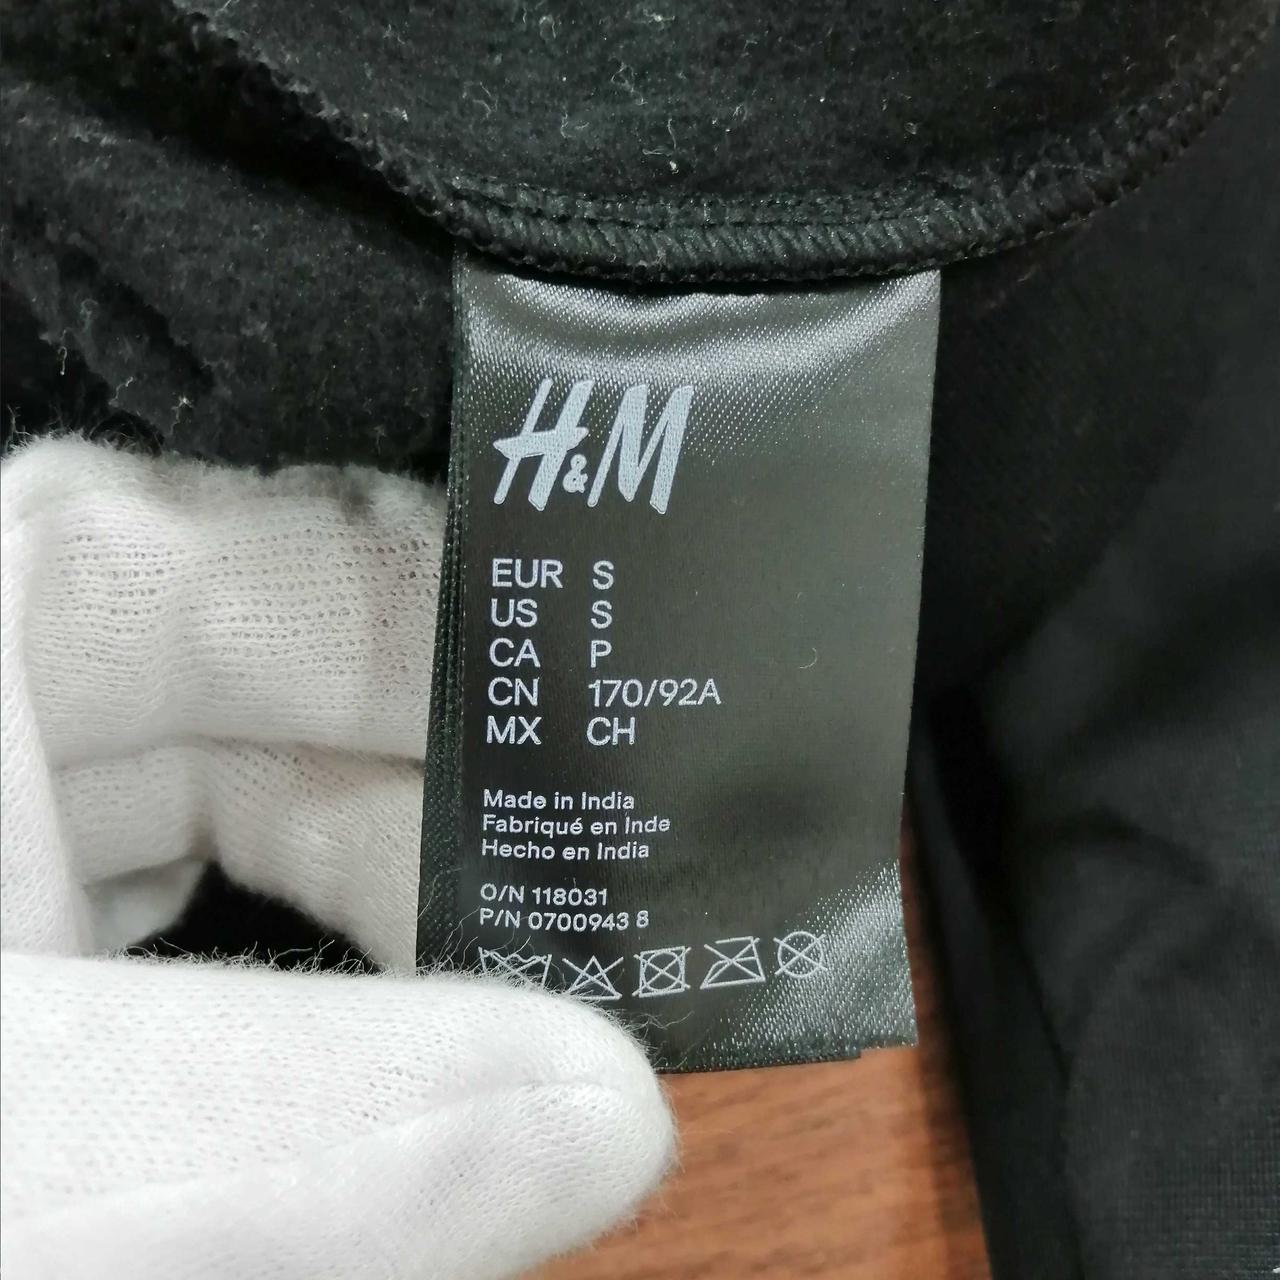 H&M
EUR S
US S
CA P
CN 170/92A
MX CH
Made in India
Fabriqué en Inde
Hecho en India
O/N 118031
P/N 0700943 8